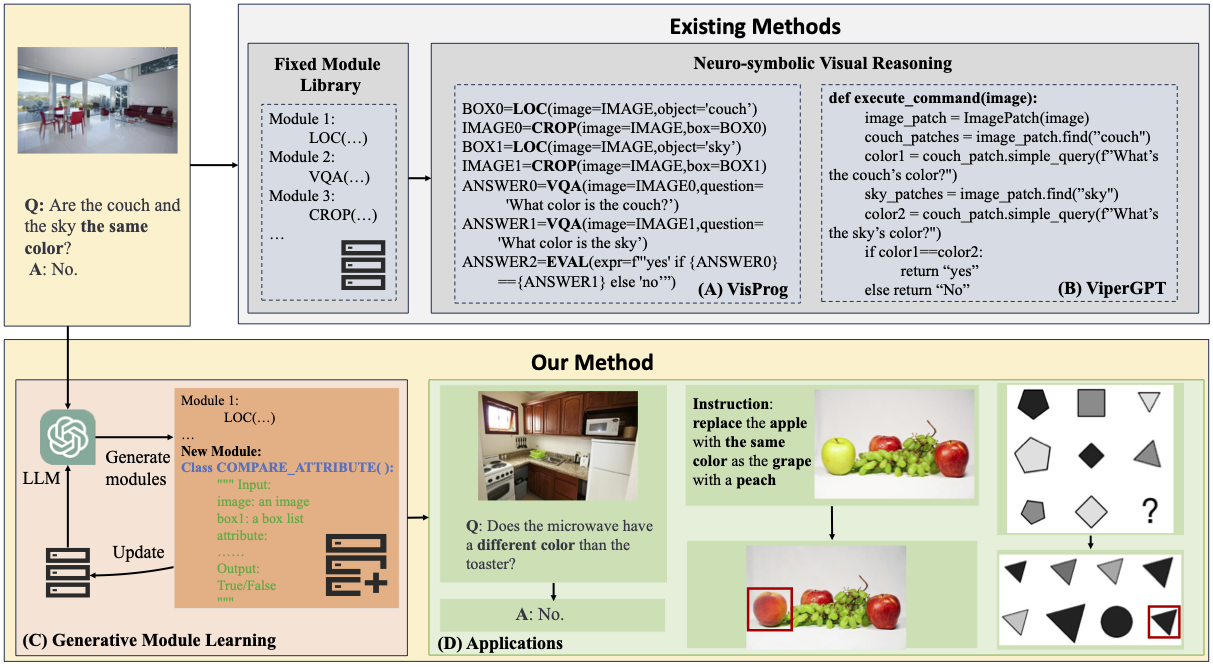 Existing Methods
Fixed Module
Library
Module 1:
LOC(…)
Module 2:
VQA(…)
Module 3:
CROP(…)
…
Neuro-symbolic Visual Reasoning
BOX0=LOC(image=IMAGE,object='couch’)
IMAGE0=CROP(image=IMAGE,box=BOX0)
BOX1=LOC(image=IMAGE,object='sky’)
IMAGE1=CROP(image=IMAGE,box=BOX1)
ANSWER0=VQA(image=IMAGE0,question=
'What color is the couch?’)
ANSWER1=VQA(image=IMAGE1,question=
'What color is the sky’)
ANSWER2=EVAL(expr=f"'yes' if {ANSWER0}
=={ANSWER1} else 'no’”)
(A) VisProg
def execute_command(image):
image_patch = ImagePatch(image)
couch_patches = image_patch.find(”couch")
color1 = couch_patch.simple_query(f”What’s
the couch’s color?")
sky_patches = image_patch.find(”sky")
color2 = couch_patch.simple_query(f”What’s
the sky’s color?")
if color1==color2:
return “yes”
else return “No”
(B) ViperGPT
Q: Are the couch and
the sky the same
color?
A: No.
Our Method
LLM
Generate
modules
Update
Module 1:
LOC(…)
…
New Module:
Class COMPARE_ATTRIBUTE( ):
""" Input:
image: an image
box1: a box list
attribute:
……
Output:
True/False
"""
(C) Generative Module Learning
Q: Does the microwave have
a different color than the
toaster?
A: No.
Instruction:
replace the apple
with the same
color as the grape
with a peach
?
(D) Applications